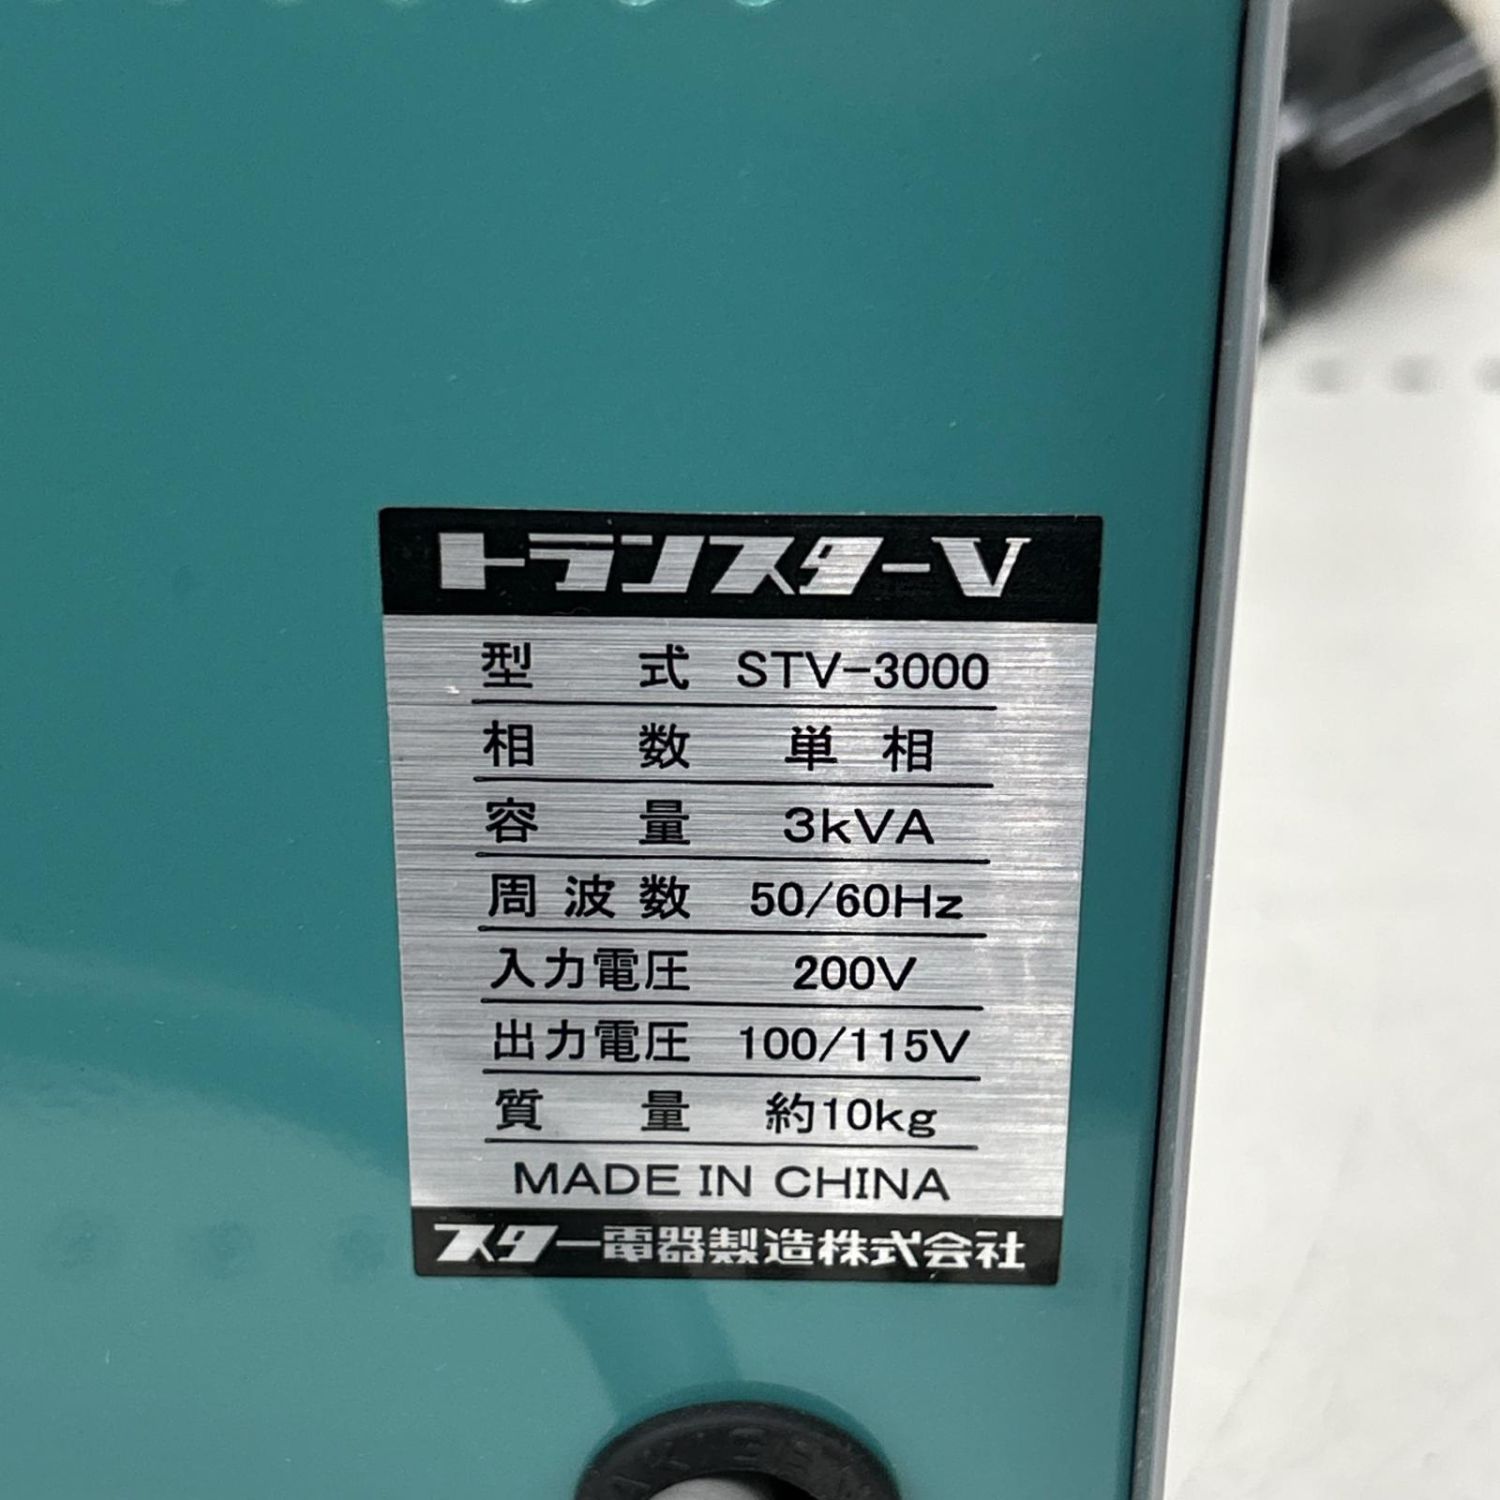 トランスターV
型式 STV-3000
相数 単相
容量 3kVA
周波数 50/60Hz
入力電圧 200V
出力電圧 100/115V
質量 約10kg
MADE IN CHINA
スター電器製造株式会社